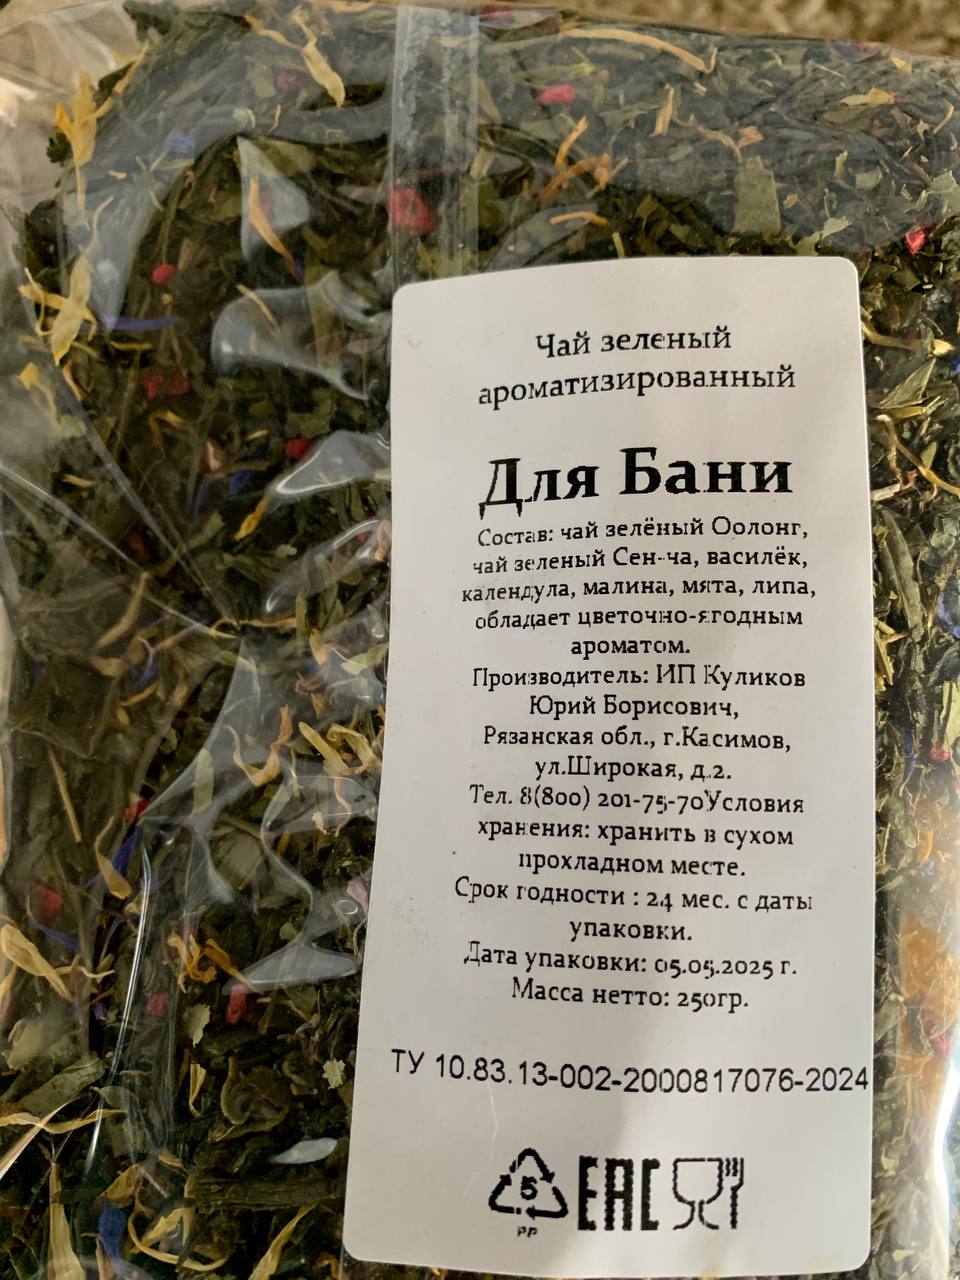 Чай зеленый
ароматизированный
Для Бани
Состав: чай зелёный Оолонг,
чай зеленый Сен-ча, василёк,
календула, малина, мята, липа,
обладает цветочно-ягодным
ароматом.
Производитель: ИП Куликов
Юрий Борисович,
Рязанская обл., г.Касимов,
ул.Широкая, д.2.
Тел. 8(800) 201-75-70Условия
хранения: хранить в сухом
прохладном месте.
Срок годности : 24 мес. с даты
упаковки.
Дата упаковки: 05.05.2025 г.
Масса нетто: 250гр.
ТУ 10.83.13-002-2000817076-2024
5
PP
EAC